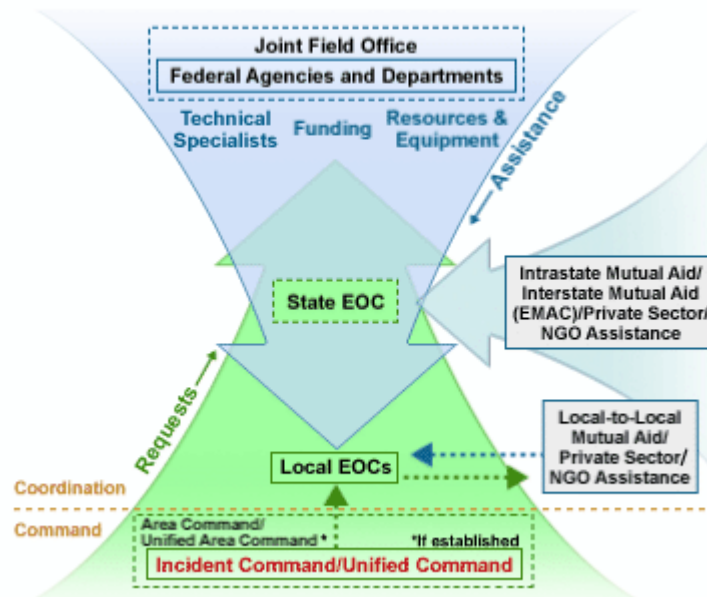 Joint Field Office
Federal Agencies and Departments
Technical
Specialists
Funding
Resources &
Equipment
Assistance
State EOC
Intrastate Mutual Aid/
Interstate Mutual Aid
(EMAC)/Private Sector/
NGO Assistance
Requests
Local-to-Local
Mutual Aid/
Private Sector/
NGO Assistance
Local EOCs
Coordination
Command
Area Command/
Unified Area Command *
*If established
Incident Command/Unified Command